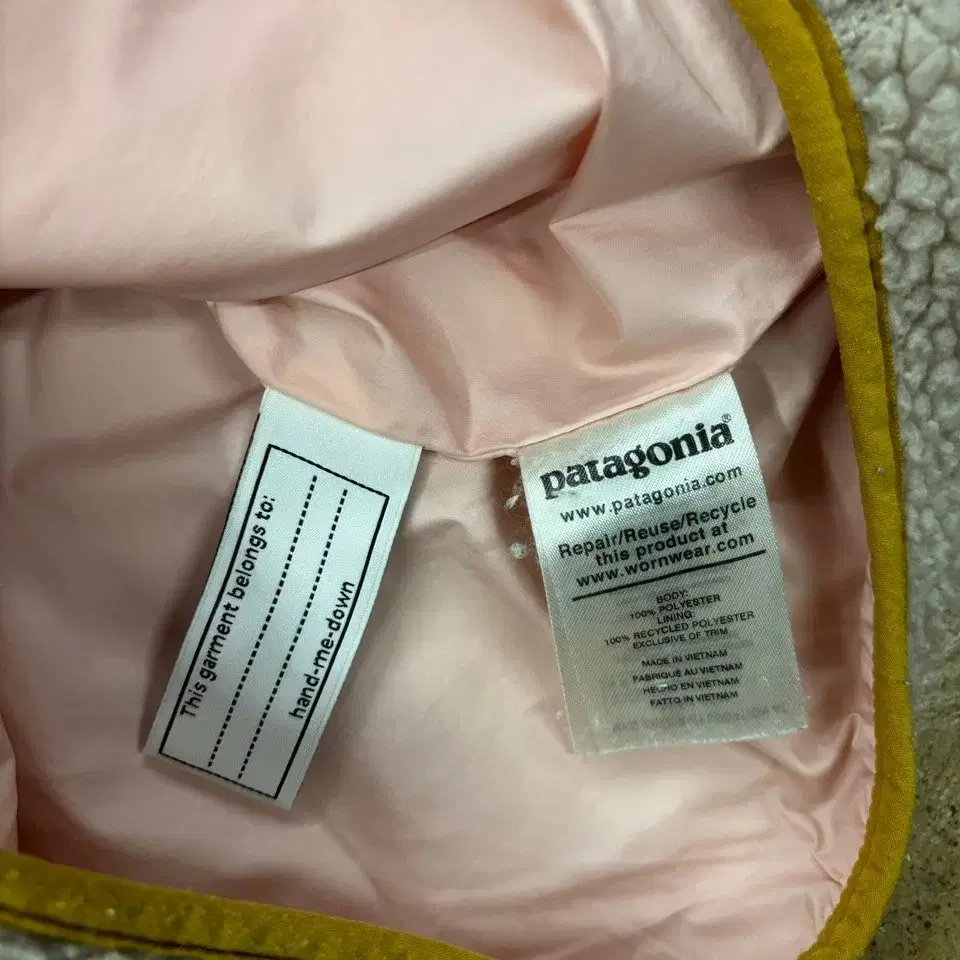 This garment belongs to:
hand-me-down
patagonia®
www.patagonia.com
Repair/Reuse/Recycle
this product at
www.wornwear.com
BODY:
100% POLYESTER
LINING:
100% RECYCLED POLYESTER
EXCLUSIVE OF TRIM
MADE IN VIETNAM
FABRIQUÉ AU VIETNAM
HECHO EN VIETNAM
FATTO IN VIETNAM